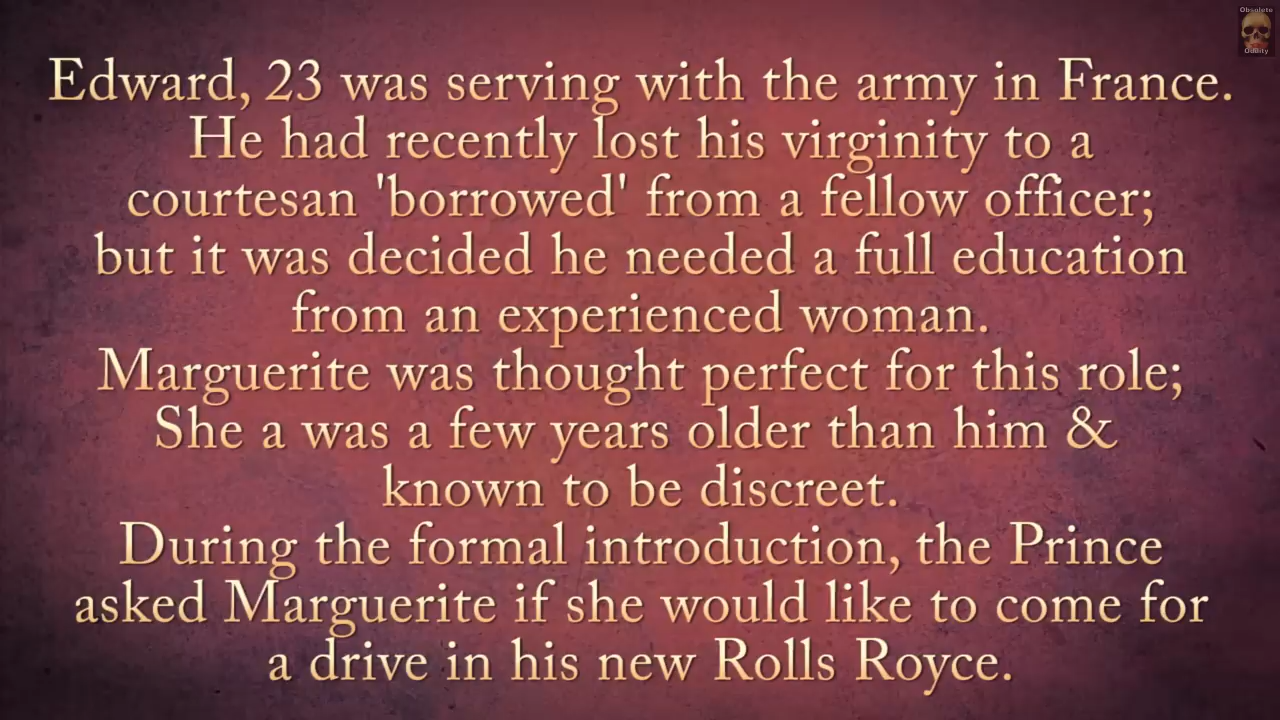 Obsolete
Oddity
Edward, 23 was serving with the army in France.
He had recently lost his virginity to a
courtesan 'borrowed' from a fellow officer;
but it was decided he needed a full education
from an experienced woman.
Marguerite was thought perfect for this role;
She a was a few years older than him &
known to be discreet.
During the formal introduction, the Prince
asked Marguerite if she would like to come for
a drive in his new Rolls Royce.